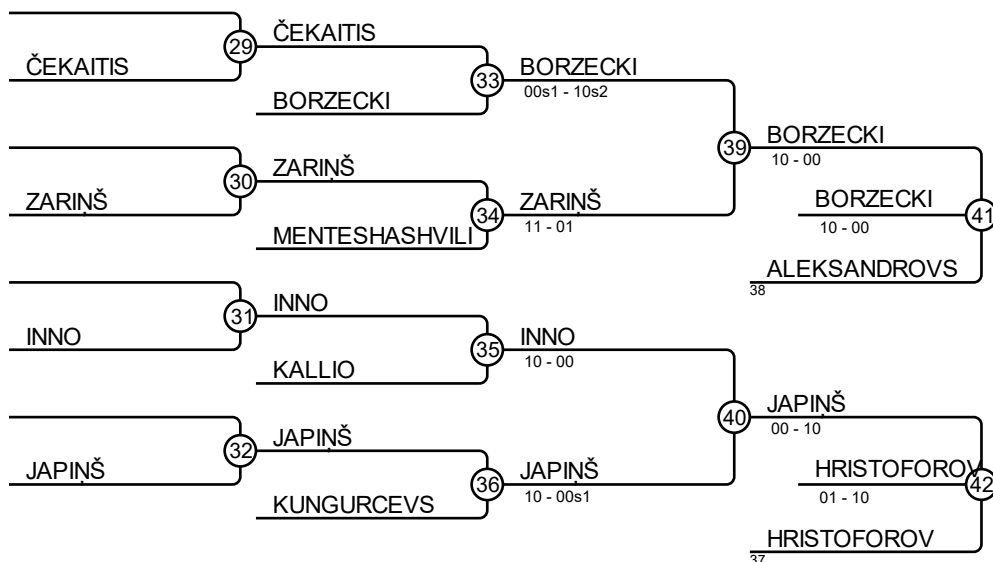 ČEKAITIS
29
ČEKAITIS
BORZECKI
33
BORZECKI
00s1 - 10s2
ZARIŅŠ
30
ZARIŅŠ
MENTESHASHVILI
34
ZARIŅŠ
11 - 01
39
BORZECKI
10 - 00
BORZECKI
10 - 00
41
ALEKSANDROVS
38
INNO
31
INNO
KALLIO
35
INNO
10 - 00
JAPIŅŠ
32
JAPIŅŠ
KUNGURCEVS
36
JAPIŅŠ
10 - 00s1
40
JAPIŅŠ
00 - 10
HRISTOFOROV
01 - 10
42
HRISTOFOROV
37